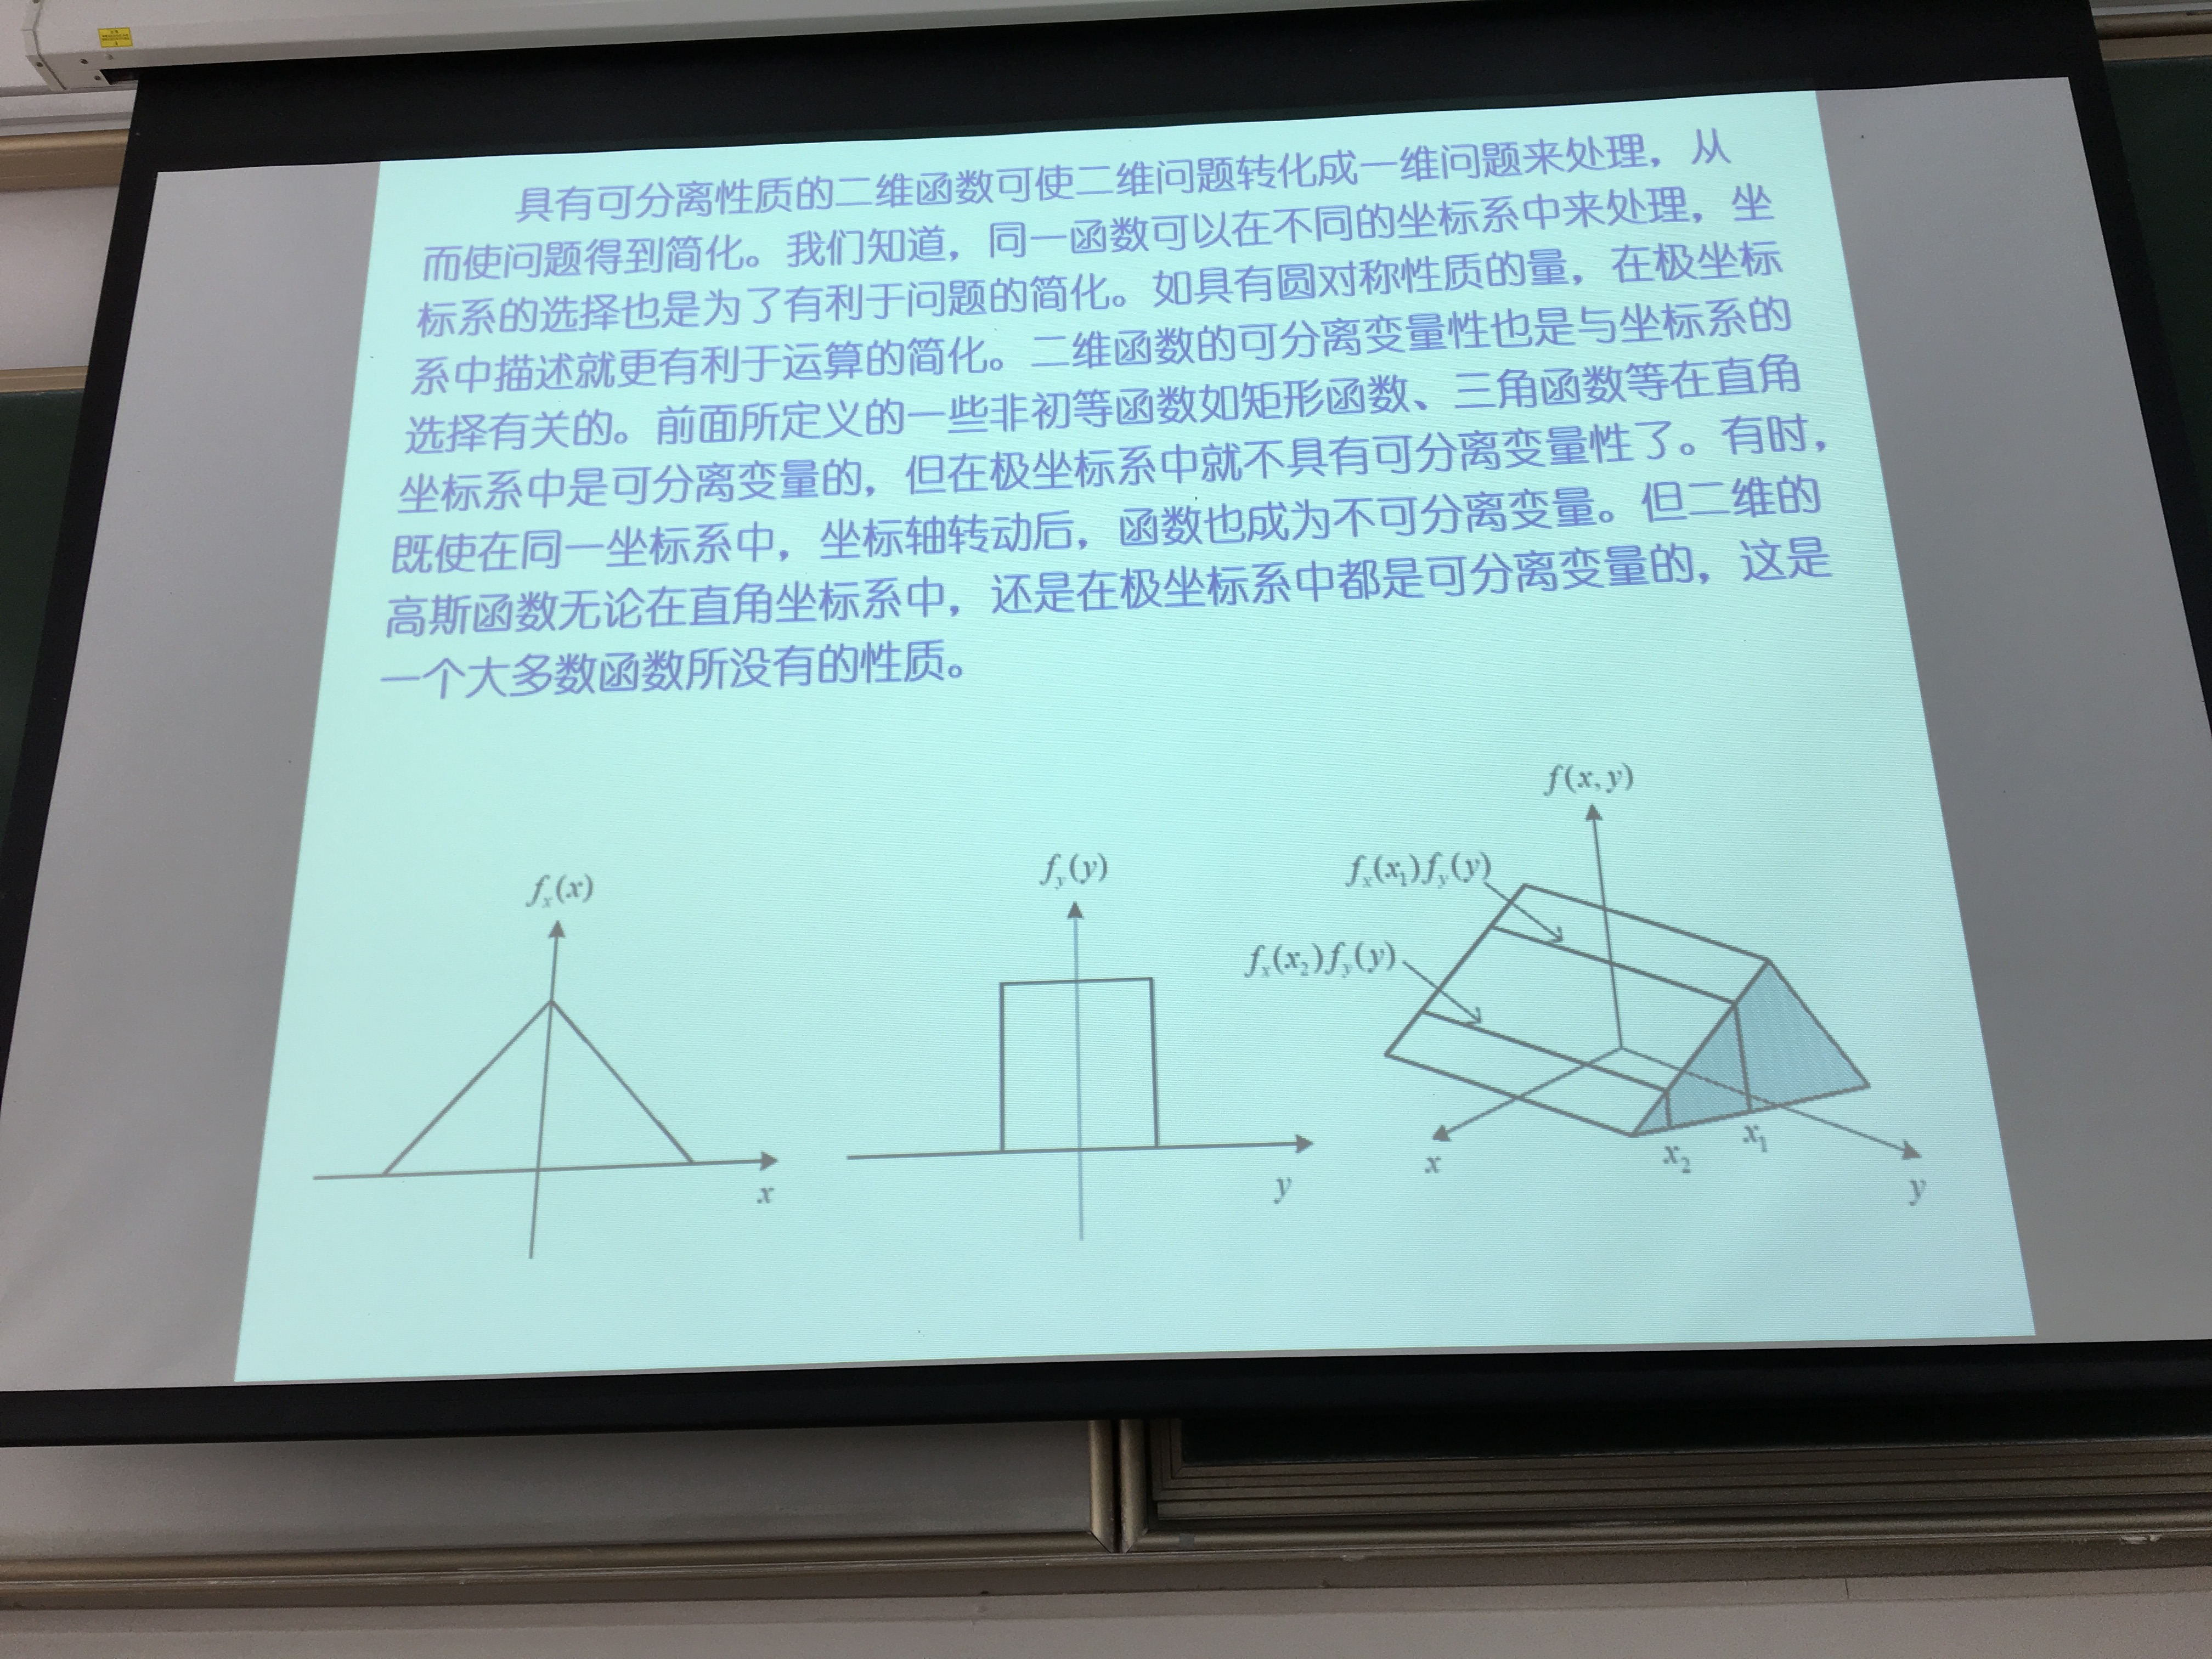 具有可分离性质的二维函数可使二维问题转化成一维问题来处理，从
而使问题得到简化。我们知道，同一函数可以在不同的坐标系中来处理，坐
标系的选择也是为了有利于问题的简化。如具有圆对称性质的量，在极坐标
系中描述就更有利于运算的简化。二维函数的可分离变量性也是与坐标系的
选择有关的。前面所定义的一些非初等函数如矩形函数、三角函数等在直角
坐标系中是可分离变量的，但在极坐标系中就不具有可分离变量性了。有时，
既使在同一坐标系中，坐标轴转动后，函数也成为不可分离变量。但二维的
高斯函数无论在直角坐标系中，还是在极坐标系中都是可分离变量的，这是
一个大多数函数所没有的性质。
fₓ(x)
x
f_y(y)
y
f(x, y)
fₓ(x₁)f_y(y)
fₓ(x₂)f_y(y)
x
x₂
x₁
y